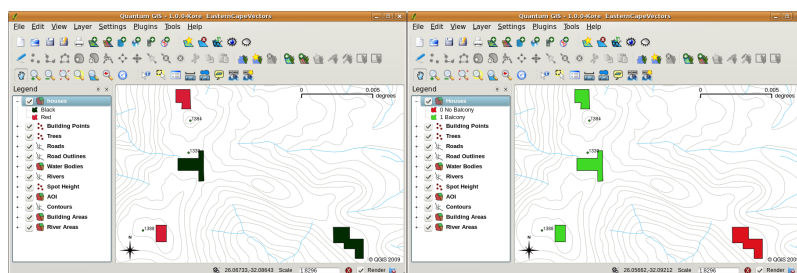 Quantum GIS - 1.0.0-Kore EasternCapeVectors
File Edit View Layer Settings Plugins Tools Help
Legend
Houses
Black
Red
Building Points
Trees
Roads
Road Outlines
Water Bodies
Rivers
Spot Height
AOI
Contours
Building Areas
River Areas
0 0.005
degrees
1384
1339
1388
N
© QGIS 2009
26.06733,-32.08643 Scale 1.8296 Render
Quantum GIS - 1.0.0-Kore EasternCapeVectors
File Edit View Layer Settings Plugins Tools Help
Legend
Houses
0 No Balcony
1 Balcony
Building Points
Trees
Roads
Road Outlines
Water Bodies
Rivers
Spot Height
AOI
Contours
Building Areas
River Areas
0 0.005
degrees
1384
1339
1388
N
© QGIS 2009
26.05662,-32.09212 Scale 1.8296 Render